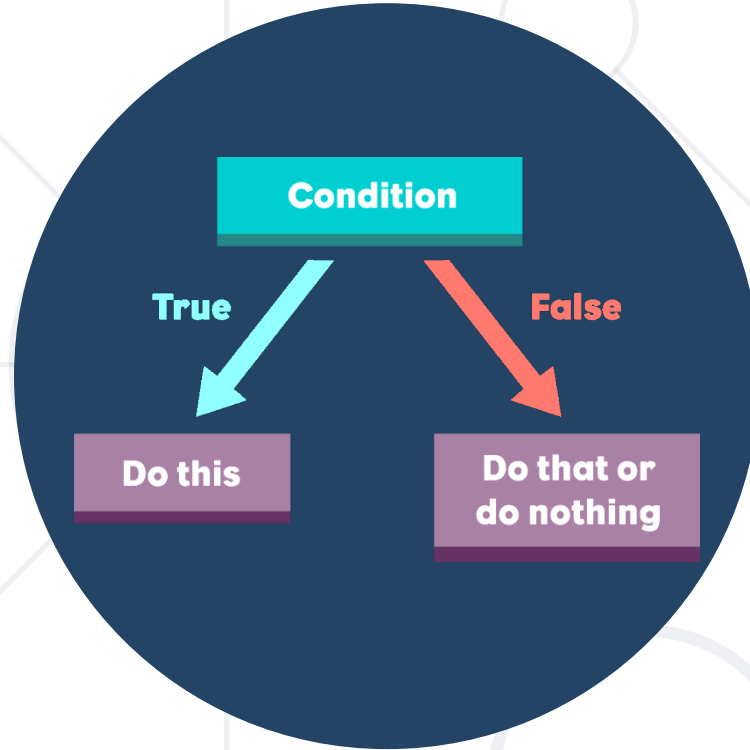 Condition
True
False
Do this
Do that or
do nothing